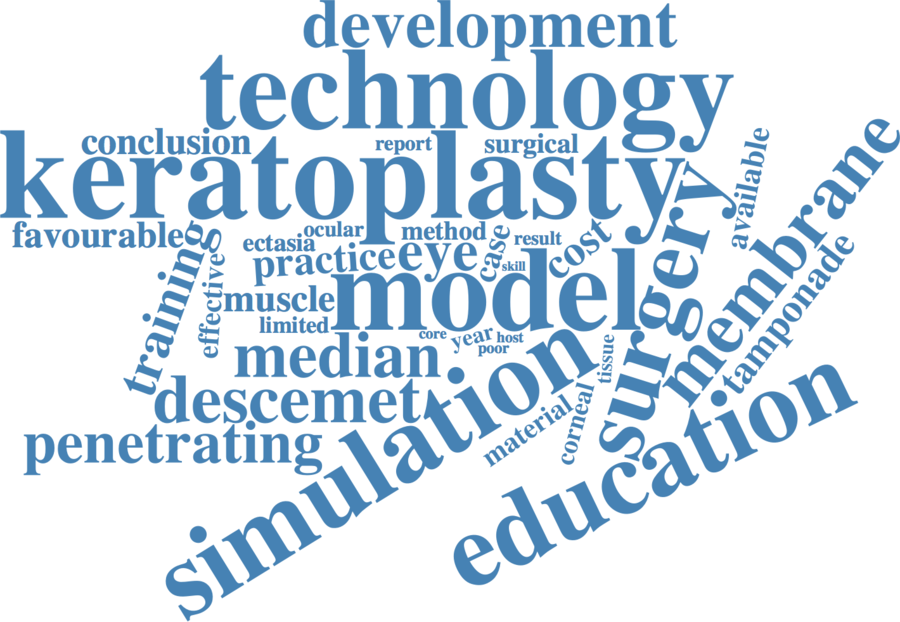 development
technology
conclusion
report
surgical
keratoplasty
available
membrane
favourable
ocular
method
ectasia
result
case
cost
surgery
training
effective
practice
eye
skill
tamponade
muscle
model
limited
core
year
host
poor
tissue
median
descemet
simulation
material
corneal
penetrating
education